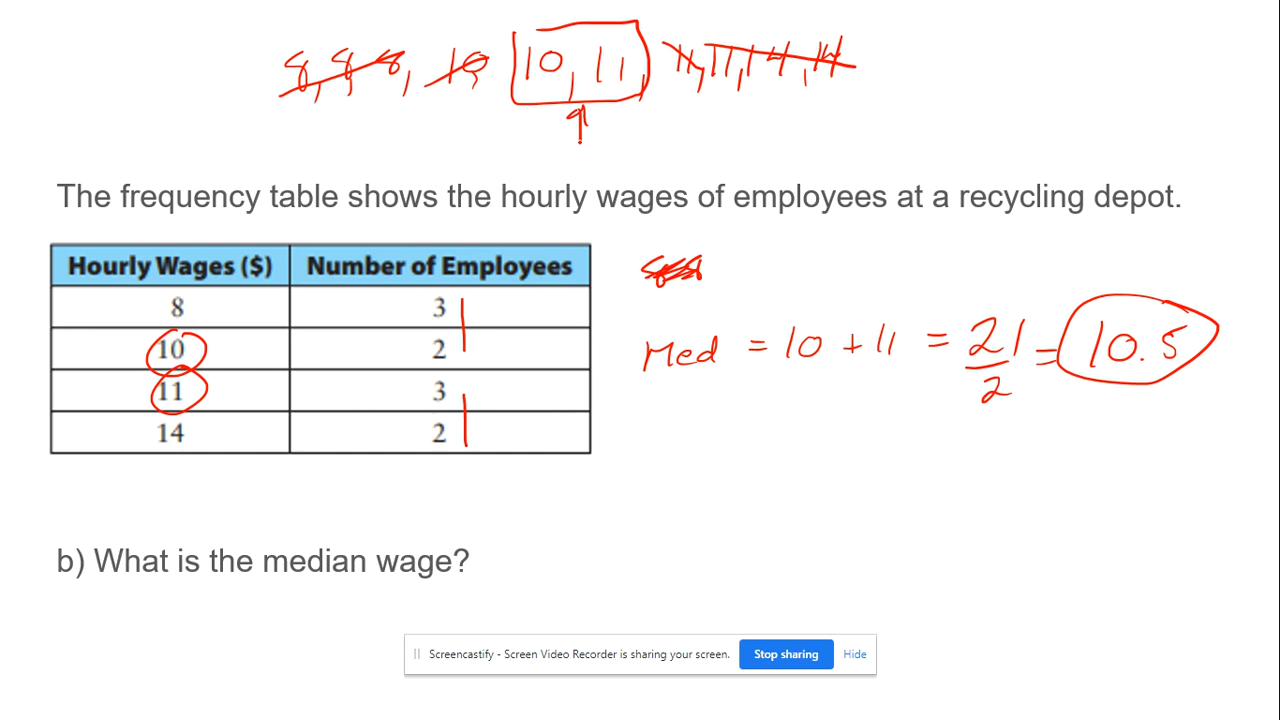 8, 8, 8, 10, 10, 11, 11, 11, 14, 14
The frequency table shows the hourly wages of employees at a recycling depot.
Hourly Wages ($) Number of Employees
8 3
10 2
11 3
14 2
Med = 10 + 11 = 21/2 = 10.5
b) What is the median wage?
Screencastify - Screen Video Recorder is sharing your screen. Stop sharing Hide